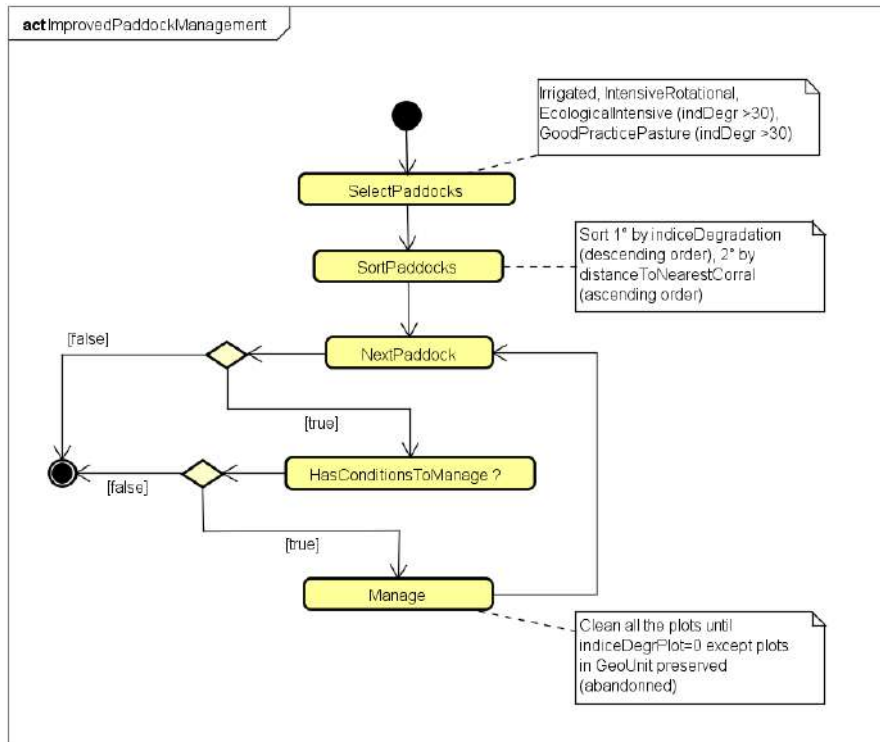 act ImprovedPaddockManagement
Irrigated, IntensiveRotational,
EcologicalIntensive (indDegr >30),
GoodPracticePasture (indDegr >30)
SelectPaddocks
Sort 1° by indiceDegradation
(descending order), 2° by
distanceToNearestCorral
(ascending order)
SortPaddocks
[false]
NextPaddock
[true]
HasConditionsToManage ?
[false]
[true]
Manage
Clean all the plots until
indiceDegrPlot=0 except plots
in GeoUnit preserved
(abandonned)